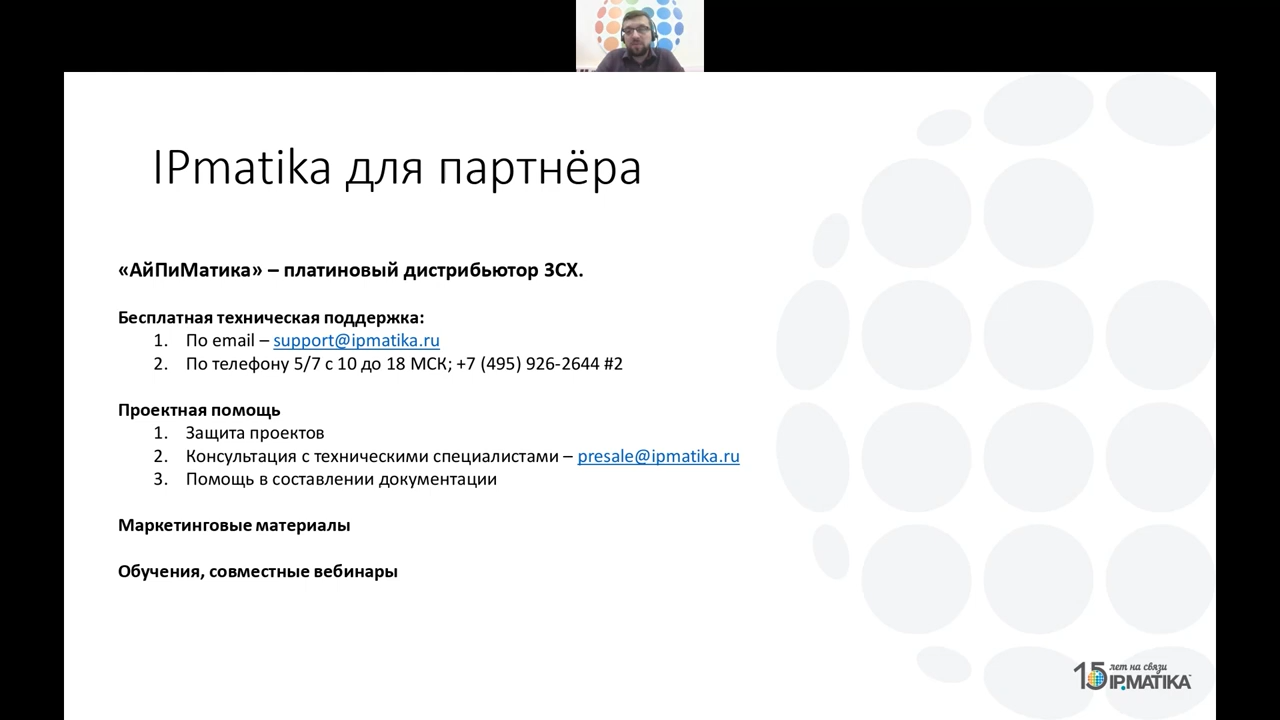 IPmatika для партнёра
«АйПиМатика» – платиновый дистрибьютор 3CX.
Бесплатная техническая поддержка:
1. По email – support@ipmatika.ru
2. По телефону 5/7 с 10 до 18 МСК; +7 (495) 926-2644 #2
Проектная помощь
1. Защита проектов
2. Консультация с техническими специалистами – presale@ipmatika.ru
3. Помощь в составлении документации
Маркетинговые материалы
Обучения, совместные вебинары
15 лет на связи
IPMATIKA